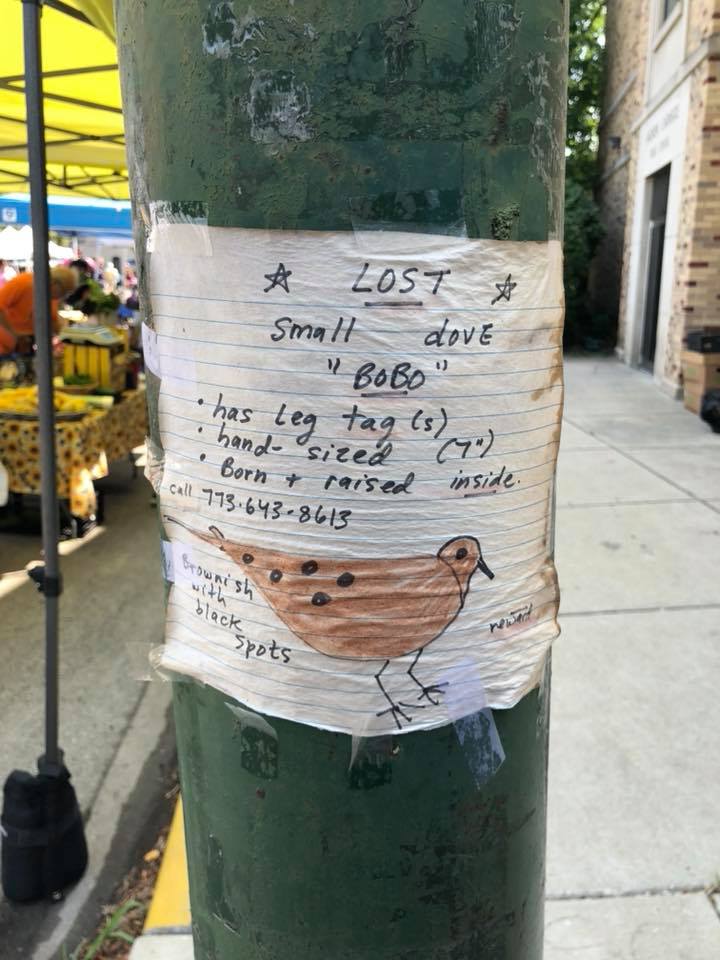 ☆ LOST ☆
small dove
"BOBO"
• has Leg tag(s)
• hand-sized (7")
• Born + raised inside.
call 773.643.8613
Brownish
with
black
spots
reward